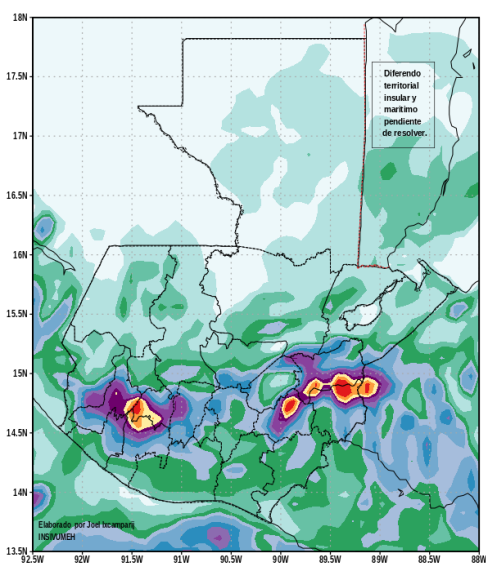 18N
17.5N
17N
16.5N
16N
15.5N
15N
14.5N
14N
13.5N
Diferendo
territorial
insular y
maritimo
pendiente
de resolver.
Elaborado por
INSIVUMEH
92.5W 92W 91.5W 91W 90.5W 90W 89.5W 89W 88.5W 88W